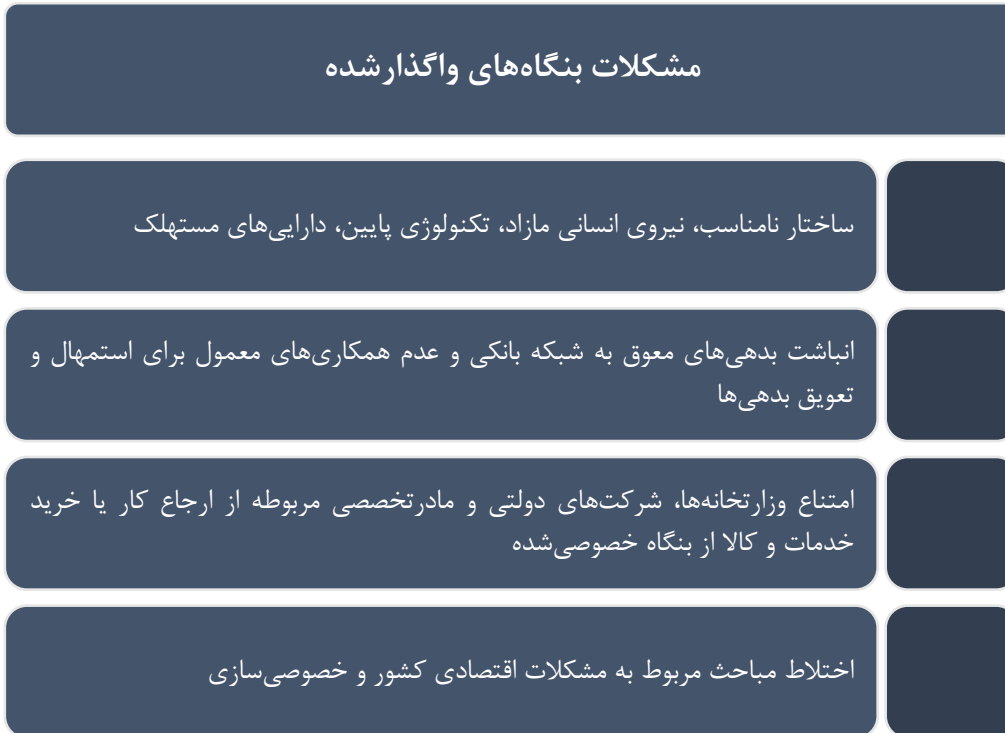 مشکلات بنگاه‌های واگذارشده
ساختار نامناسب، نیروی انسانی مازاد، تکنولوژی پایین، دارایی‌های مستهلک
انباشت بدهی‌های معوق به شبکه بانکی و عدم همکاری‌های معمول برای استمهال و
تعویق بدهی‌ها
امتناع وزارتخانه‌ها، شرکت‌های دولتی و مادرتخصصی مربوطه از ارجاع کار یا خرید
خدمات و کالا از بنگاه خصوصی‌شده
اختلاط مباحث مربوط به مشکلات اقتصادی کشور و خصوصی‌سازی